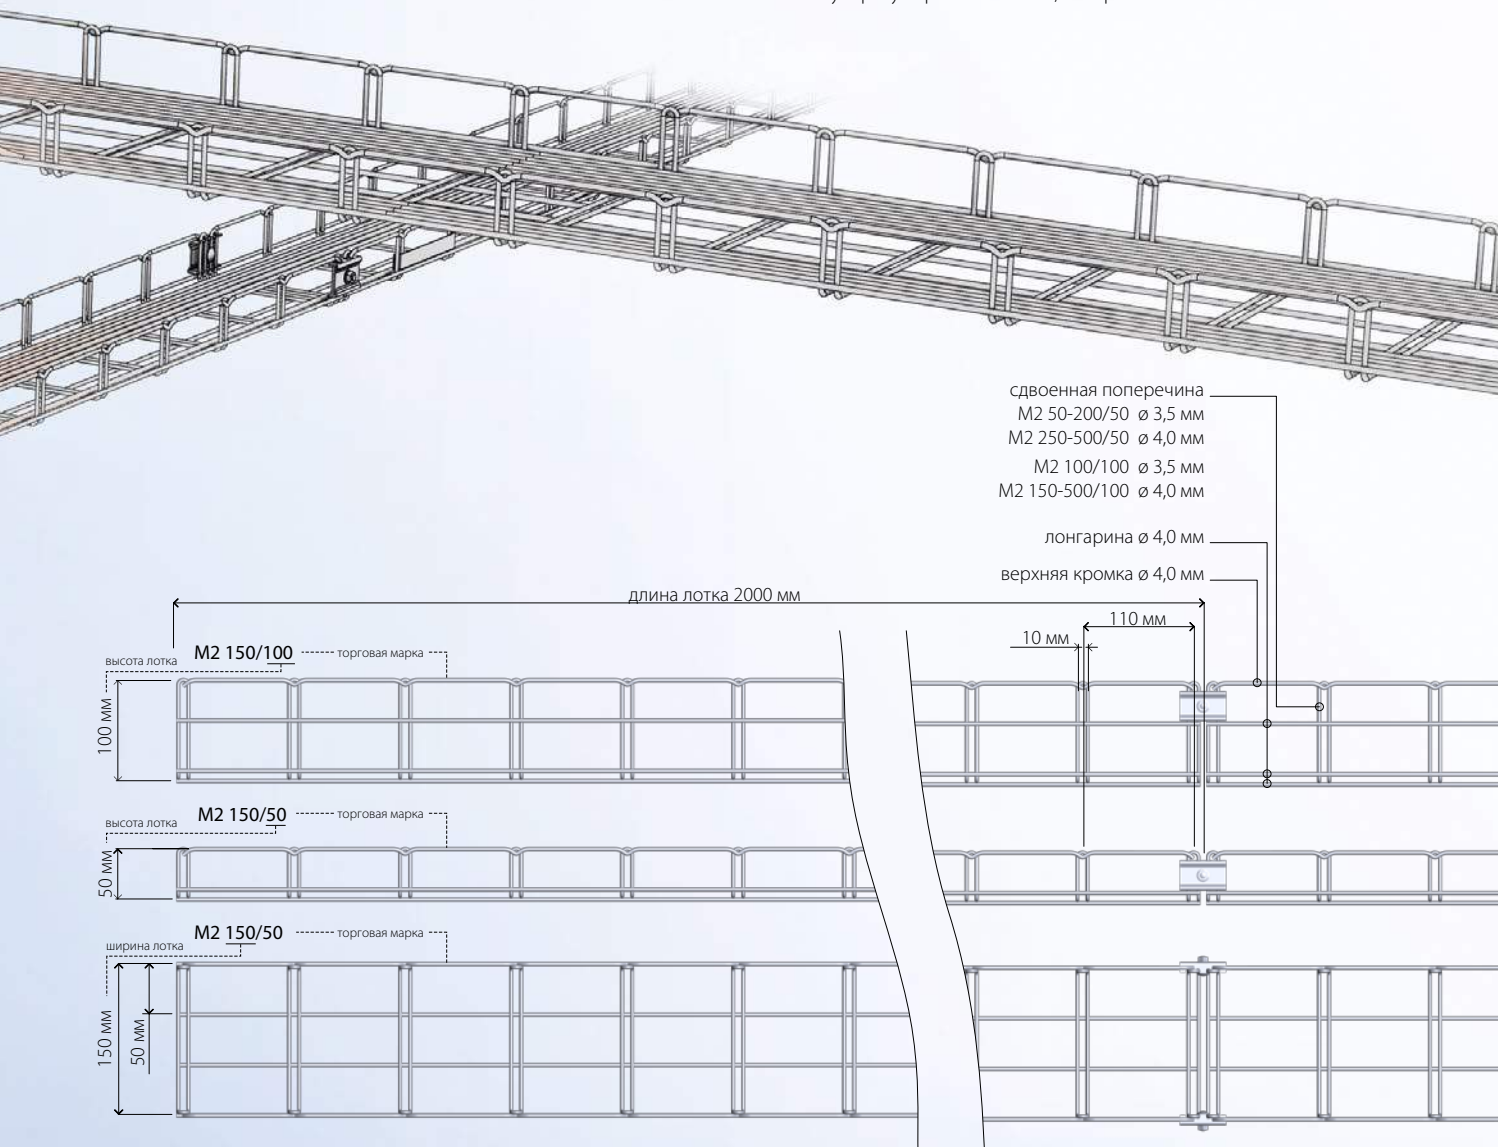 сдвоенная поперечина
M2 50-200/50 ø 3,5 мм
M2 250-500/50 ø 4,0 мм
M2 100/100 ø 3,5 мм
M2 150-500/100 ø 4,0 мм
лонгарина ø 4,0 мм
верхняя кромка ø 4,0 мм
длина лотка 2000 мм
110 мм
10 мм
высота лотка
M2 150/100
торговая марка
100 мм
высота лотка
M2 150/50
торговая марка
50 мм
ширина лотка
M2 150/50
торговая марка
150 мм
50 мм